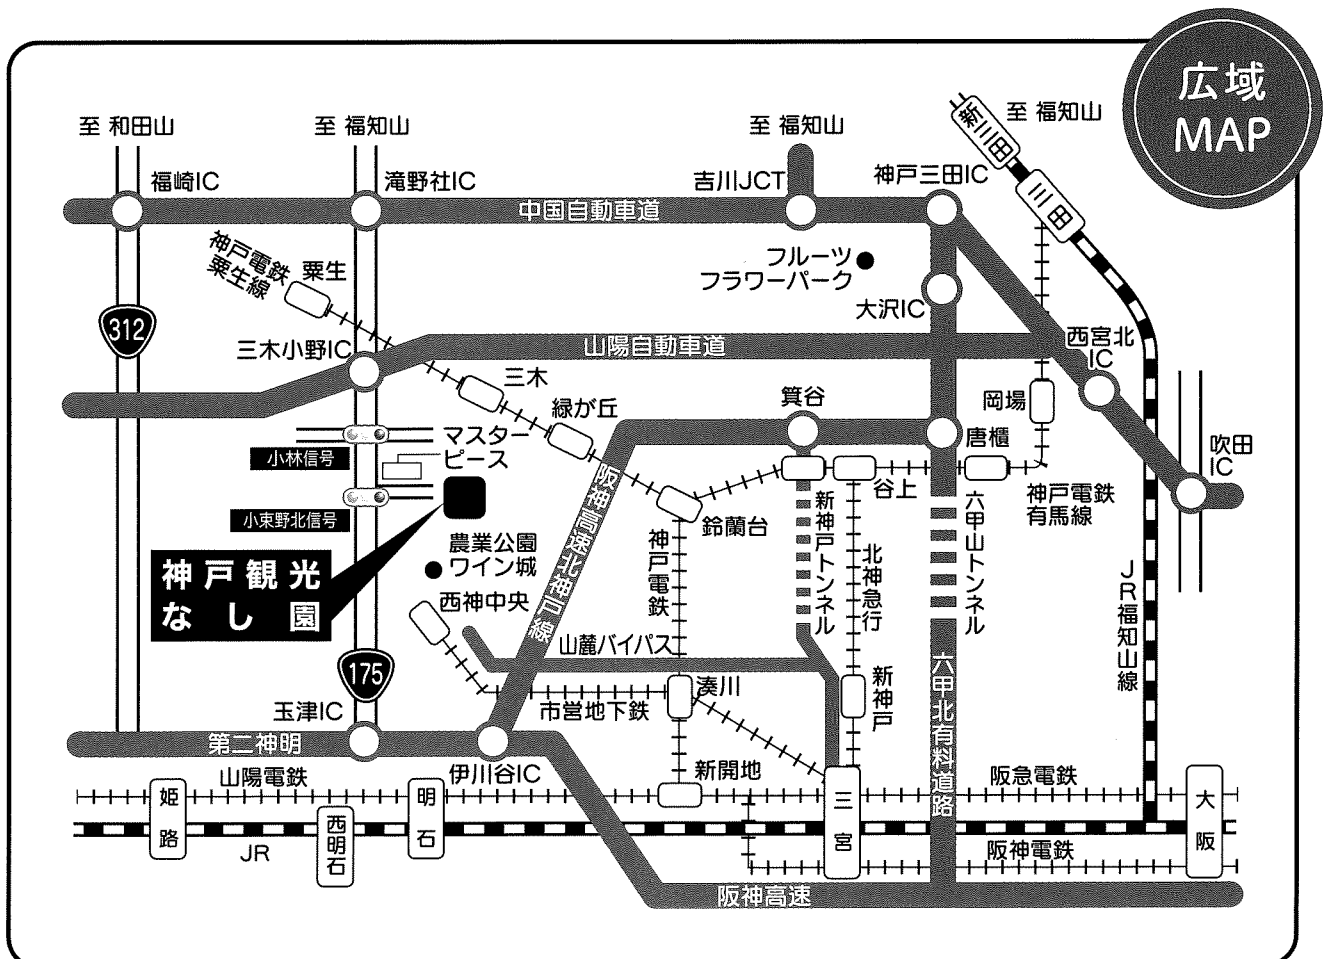 広域
MAP
至 和田山
至 福知山
至 福知山
至 福知山
新三田
三田
福崎IC
滝野社IC
吉川JCT
神戸三田IC
中国自動車道
神戸電鉄
粟生線
粟生
フルーツ
フラワーパーク
大沢IC
312
三木小野IC
山陽自動車道
西宮北
IC
三木
緑が丘
箕谷
岡場
唐櫃
吹田
IC
マスター
ピース
小林信号
小束野北信号
谷上
鈴蘭台
神戸電鉄
有馬線
阪神高速北神戸線
神戸電鉄
新神戸トンネル
北神急行
六甲山トンネル
JR福知山線
農業公園
ワイン城
神戸観光
なし園
西神中央
山麓バイパス
175
湊川
新神戸
六甲北有料道路
市営地下鉄
玉津IC
第二神明
伊川谷IC
新開地
山陽電鉄
阪急電鉄
姫路
西明石
明石
三宮
大阪
JR
阪神電鉄
阪神高速